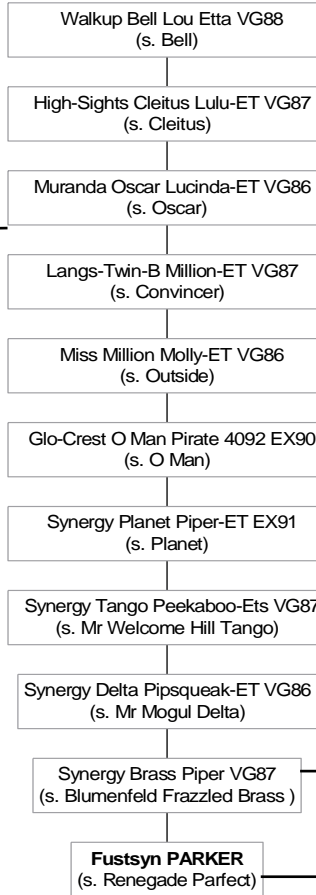 Walkup Bell Lou Etta VG88
(s. Bell)
High-Sights Cleitus Lulu-ET VG87
(s. Cleitus)
Muranda Oscar Lucinda-ET VG86
(s. Oscar)
Langs-Twin-B Million-ET VG87
(s. Convincer)
Miss Million Molly-ET VG86
(s. Outside)
Glo-Crest O Man Pirate 4092 EX90
(s. O Man)
Synergy Planet Piper-ET EX91
(s. Planet)
Synergy Tango Peekaboo-Ets VG87
(s. Mr Welcome Hill Tango)
Synergy Delta Pipsqueak-ET VG86
(s. Mr Mogul Delta)
Synergy Brass Piper VG87
(s. Blumenfeld Frazzled Brass )
Fustsyn PARKER
(s. Renegade Parfect)